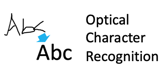 Abc
Abc
Optical
Character
Recognition